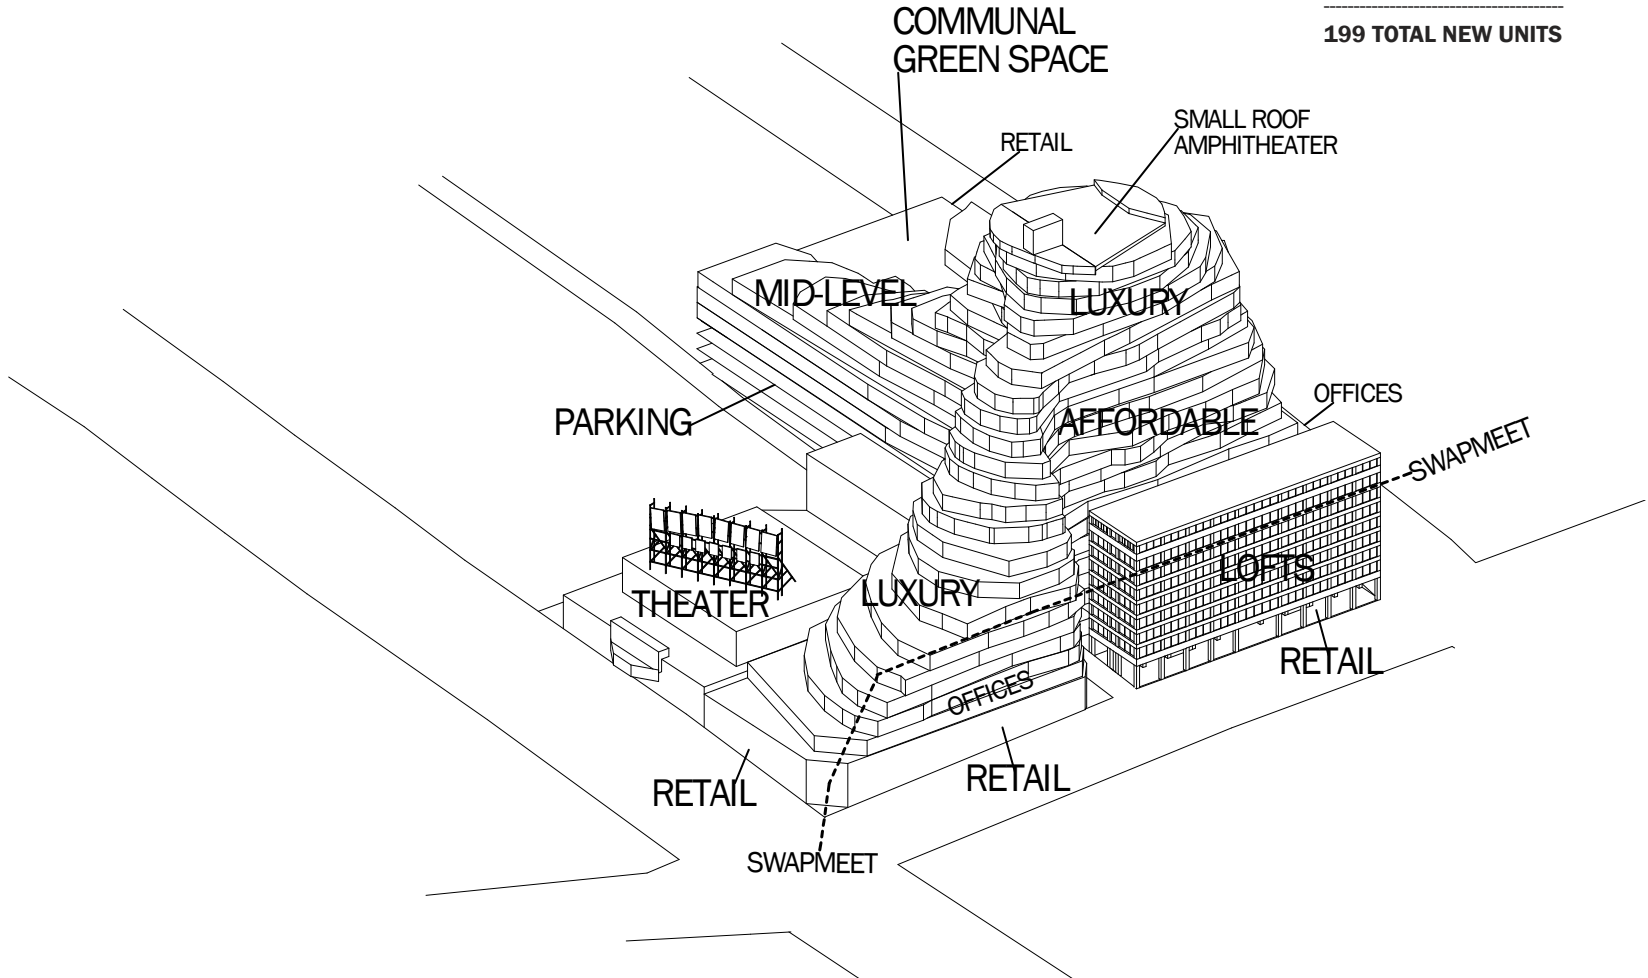 199 TOTAL NEW UNITS
COMMUNAL
GREEN SPACE
SMALL ROOF
AMPHITHEATER
RETAIL
MID-LEVEL
LUXURY
OFFICES
PARKING
AFFORDABLE
SWAPMEET
LOFTS
THEATER
LUXURY
RETAIL
OFFICES
RETAIL
RETAIL
SWAPMEET